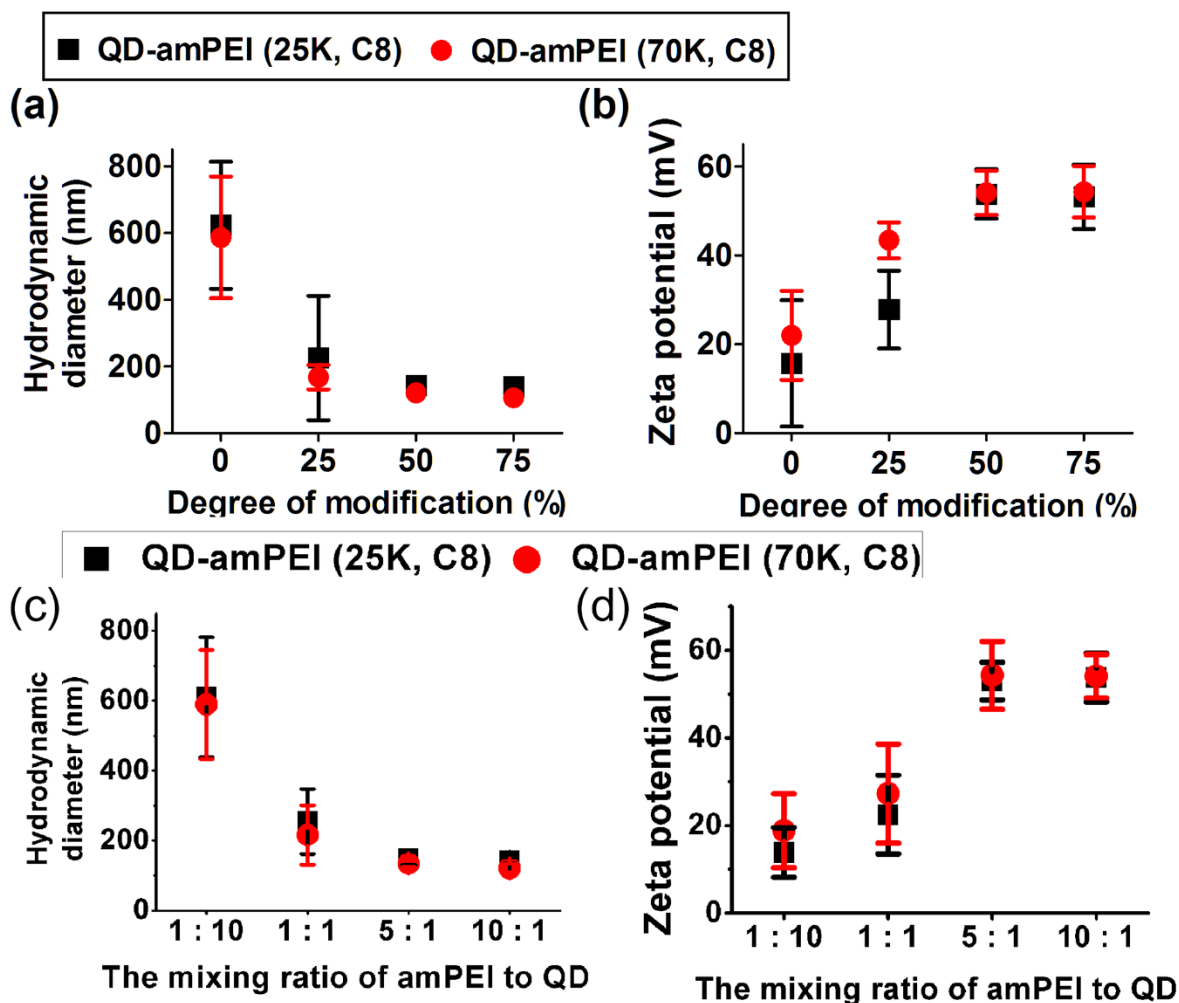 QD-amPEI (25K, C8) QD-amPEI (70K, C8)
(a)
Hydrodynamic
diameter (nm)
800
600
400
200
0
0 25 50 75
Degree of modification (%)
(b)
Zeta potential (mV)
60
40
20
0
0 25 50 75
Degree of modification (%)
QD-amPEI (25K, C8) QD-amPEI (70K, C8)
(c)
Hydrodynamic
diameter (nm)
800
600
400
200
0
1 : 10 1 : 1 5 : 1 10 : 1
The mixing ratio of amPEI to QD
(d)
Zeta potential (mV)
60
40
20
0
1 : 10 1 : 1 5 : 1 10 : 1
The mixing ratio of amPEI to QD